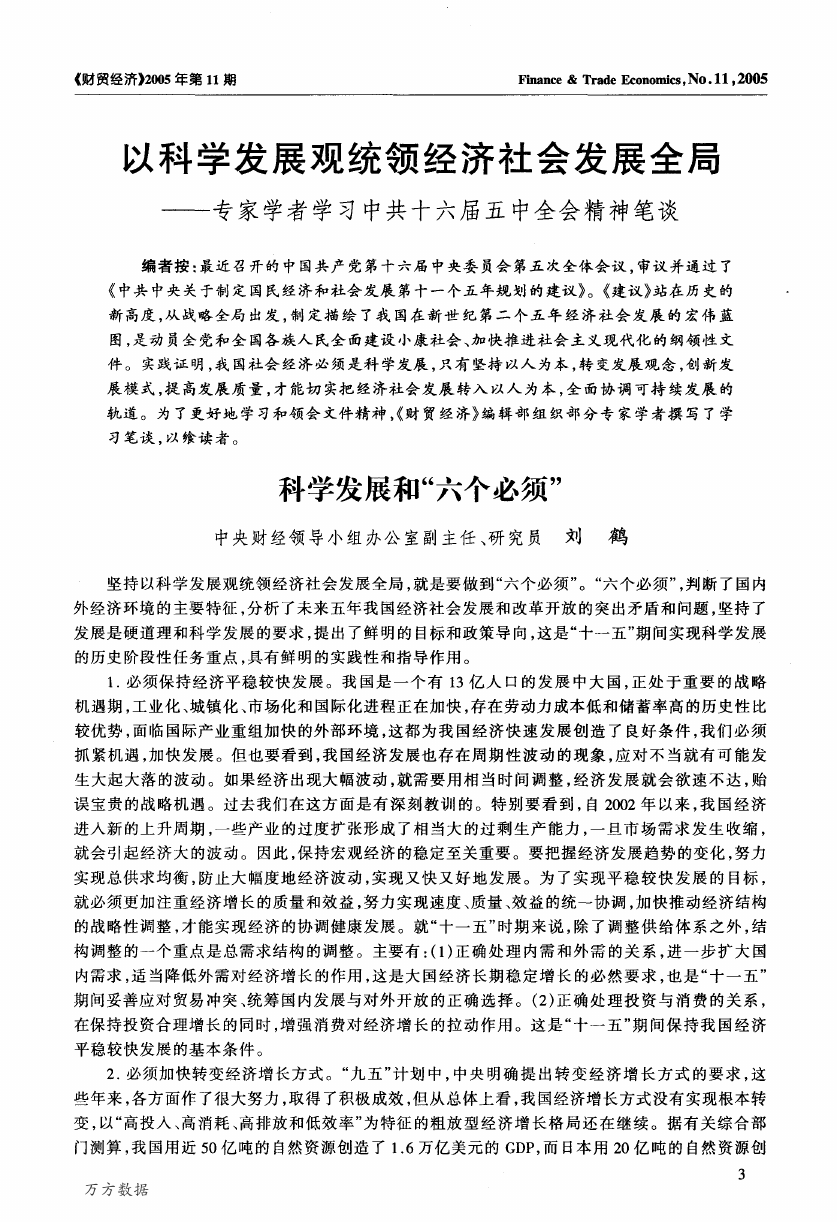 《财贸经济》2005 年第 11 期
Finance & Trade Economics, No.11, 2005
以科学发展观统领经济社会发展全局
——专家学者学习中共十六届五中全会精神笔谈
编者按:最近召开的中国共产党第十六届中央委员会第五次全体会议,审议并通过了
《中共中央关于制定国民经济和社会发展第十一个五年规划的建议》。《建议》站在历史的
新高度,从战略全局出发,制定描绘了我国在新世纪第二个五年经济社会发展的宏伟蓝
图,是动员全党和全国各族人民全面建设小康社会、加快推进社会主义现代化的纲领性文
件。实践证明,我国社会经济必须是科学发展,只有坚持以人为本,转变发展观念,创新发
展模式,提高发展质量,才能切实把经济社会发展转入以人为本,全面协调可持续发展的
轨道。为了更好地学习和领会文件精神,《财贸经济》编辑部组织部分专家学者撰写了学
习笔谈,以飨读者。
科学发展和“六个必须”
中央财经领导小组办公室副主任、研究员 刘 鹤
坚持以科学发展观统领经济社会发展全局,就是要做到“六个必须”。“六个必须”,判断了国内
外经济环境的主要特征,分析了未来五年我国经济社会发展和改革开放的突出矛盾和问题,坚持了
发展是硬道理和科学发展的要求,提出了鲜明的目标和政策导向,这是“十一五”期间实现科学发展
的历史阶段性任务重点,具有鲜明的实践性和指导作用。
1. 必须保持经济平稳较快发展。我国是一个有 13 亿人口的发展中大国,正处于重要的战略
机遇期,工业化、城镇化、市场化和国际化进程正在加快,存在劳动力成本低和储蓄率高的历史性比
较优势,面临国际产业重组加快的外部环境,这都为我国经济快速发展创造了良好条件,我们必须
抓紧机遇,加快发展。但也要看到,我国经济发展也存在周期性波动的现象,应对不当就有可能发
生大起大落的波动。如果经济出现大幅波动,就需要用相当时间调整,经济发展就会欲速不达,贻
误宝贵的战略机遇。过去我们在这方面是有深刻教训的。特别要看到,自 2002 年以来,我国经济
进入新的上升周期,一些产业的过度扩张形成了相当大的过剩生产能力,一旦市场需求发生收缩,
就会引起经济大的波动。因此,保持宏观经济的稳定至关重要。要把握经济发展趋势的变化,努力
实现总供求均衡,防止大幅度地经济波动,实现又快又好地发展。为了实现平稳较快发展的目标,
就必须更加注重经济增长的质量和效益,努力实现速度、质量、效益的统一协调,加快推动经济结构
的战略性调整,才能实现经济的协调健康发展。就“十一五”时期来说,除了调整供给体系之外,结
构调整的一个重点是总需求结构的调整。主要有:(1)正确处理内需和外需的关系,进一步扩大国
内需求,适当降低外需对经济增长的作用,这是大国经济长期稳定增长的必然要求,也是“十一五”
期间妥善应对贸易冲突、统筹国内发展与对外开放的正确选择。(2)正确处理投资与消费的关系,
在保持投资合理增长的同时,增强消费对经济增长的拉动作用。这是“十一五”期间保持我国经济
平稳较快发展的基本条件。
2. 必须加快转变经济增长方式。“九五”计划中,中央明确提出转变经济增长方式的要求,这
些年来,各方面作了很大努力,取得了积极成效,但从总体上看,我国经济增长方式没有实现根本转
变,以“高投入、高消耗、高排放和低效率”为特征的粗放型经济增长格局还在继续。据有关综合部
门测算,我国用近 50 亿吨的自然资源创造了 1.6 万亿美元的 GDP,而日本用 20 亿吨的自然资源创
3
万方数据